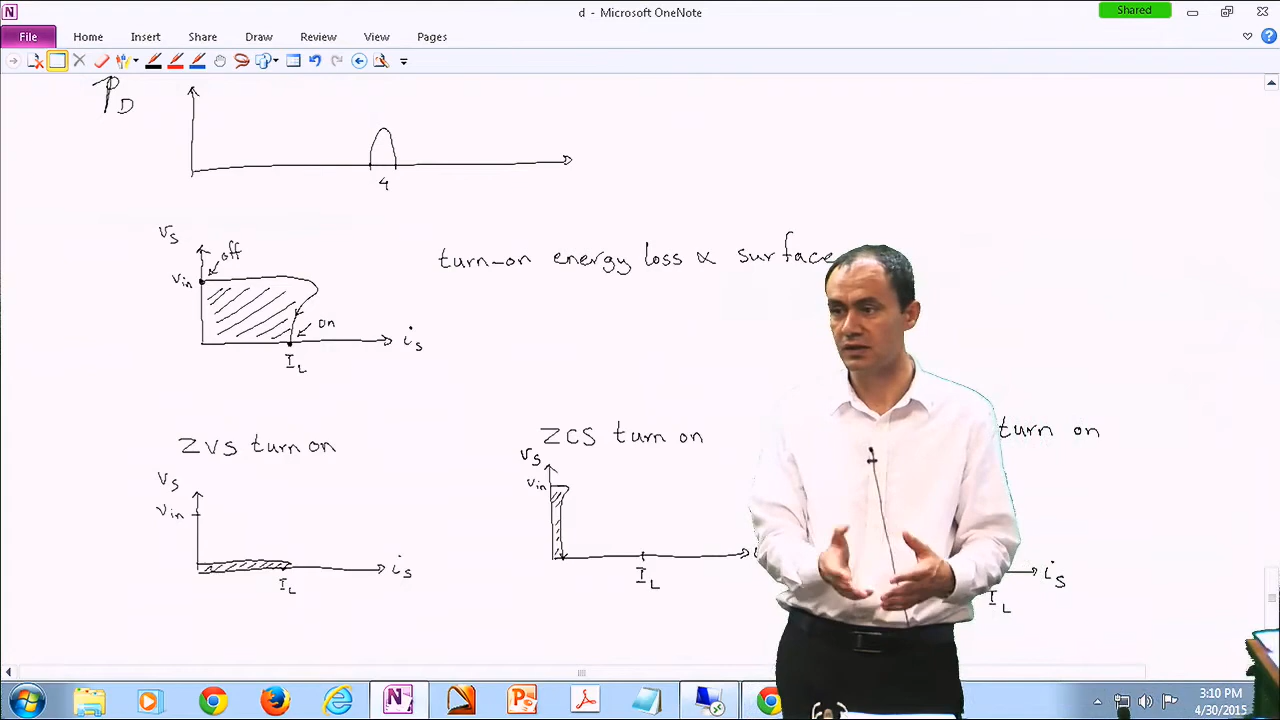 d - Microsoft OneNote
Shared
File Home Insert Share Draw Review View Pages
P_D
4
v_s
off
v_in
on
i_s
I_L
turn-on energy loss ∝ surface
ZVS turn on
v_s
v_in
i_s
I_L
ZCS turn on
v_s
v_in
I_L
turn on
i_s
I_L
3:10 PM
4/30/2015